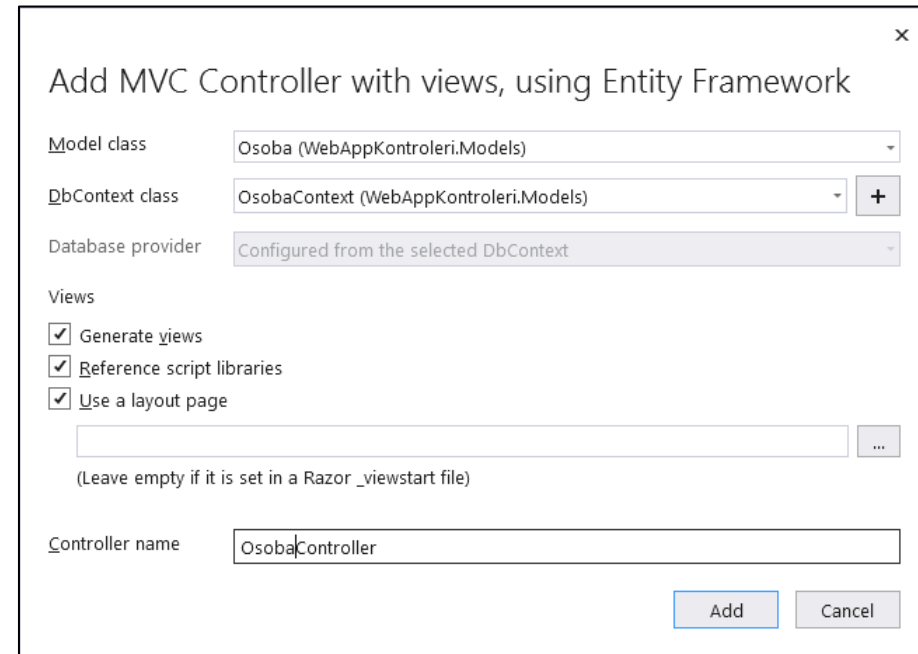 Add MVC Controller with views, using Entity Framework
Model class
Osoba (WebAppKontroleri.Models)
DbContext class
OsobaContext (WebAppKontroleri.Models)
+
Database provider
Configured from the selected DbContext
Views
Generate views
Reference script libraries
Use a layout page
...
(Leave empty if it is set in a Razor _viewstart file)
Controller name
OsobaController
Add
Cancel